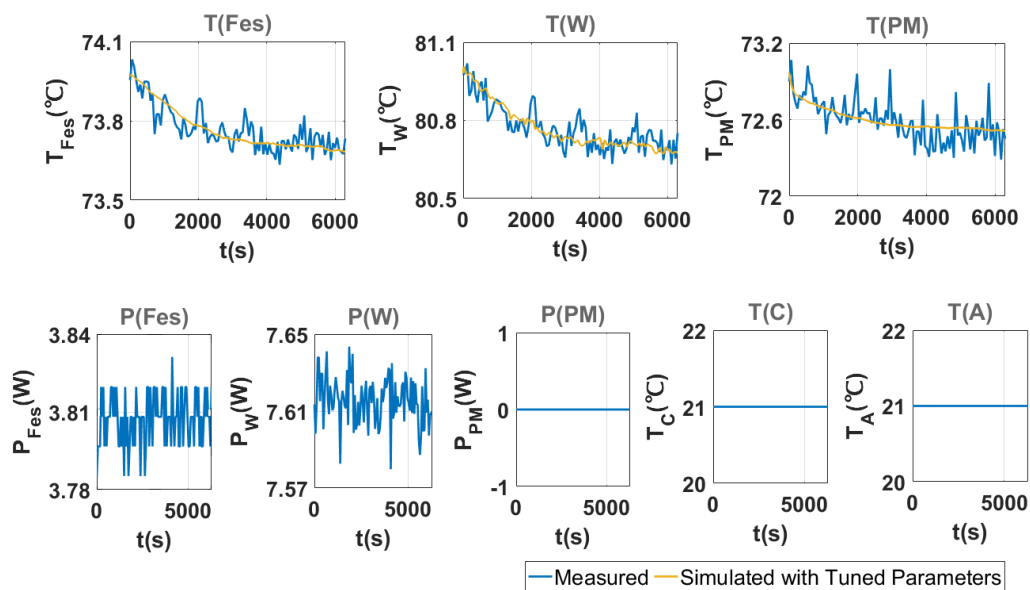 T(Fes)
T(W)
T(PM)
74.1
73.8
73.5
T_Fes(℃)
0
2000
4000
6000
t(s)
81.1
80.8
80.5
T_W(℃)
0
2000
4000
6000
t(s)
73.2
72.6
72
T_PM(℃)
0
2000
4000
6000
t(s)
P(Fes)
P(W)
P(PM)
T(C)
T(A)
3.84
3.81
3.78
P_Fes(W)
0
5000
t(s)
7.65
7.61
7.57
P_W(W)
0
5000
t(s)
1
0
-1
P_PM(W)
0
5000
t(s)
22
21
20
T_C(℃)
0
5000
t(s)
22
21
20
T_A(℃)
0
5000
t(s)
Measured
Simulated with Tuned Parameters